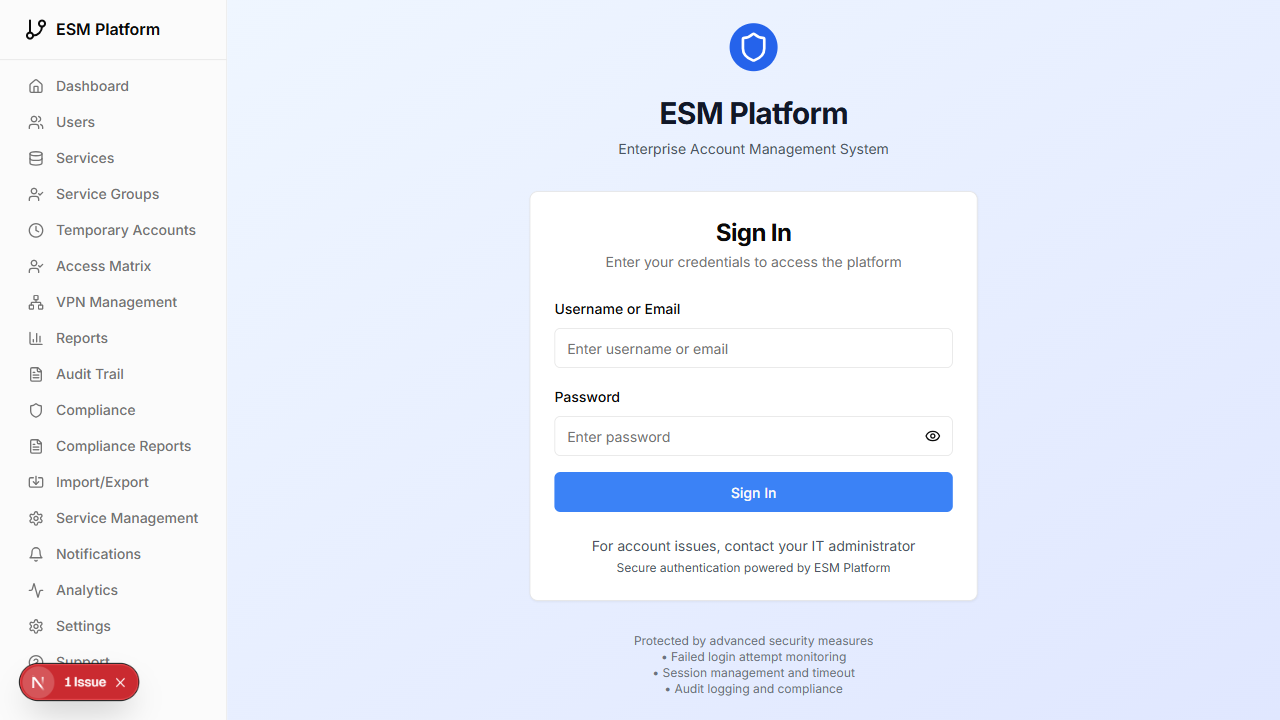 ESM Platform
Dashboard
Users
Services
Service Groups
Temporary Accounts
Access Matrix
VPN Management
Reports
Audit Trail
Compliance
Compliance Reports
Import/Export
Service Management
Notifications
Analytics
Settings
Support
N 1 Issue
ESM Platform
Enterprise Account Management System
Sign In
Enter your credentials to access the platform
Username or Email
Enter username or email
Password
Enter password
Sign In
For account issues, contact your IT administrator
Secure authentication powered by ESM Platform
Protected by advanced security measures
• Failed login attempt monitoring
• Session management and timeout
• Audit logging and compliance